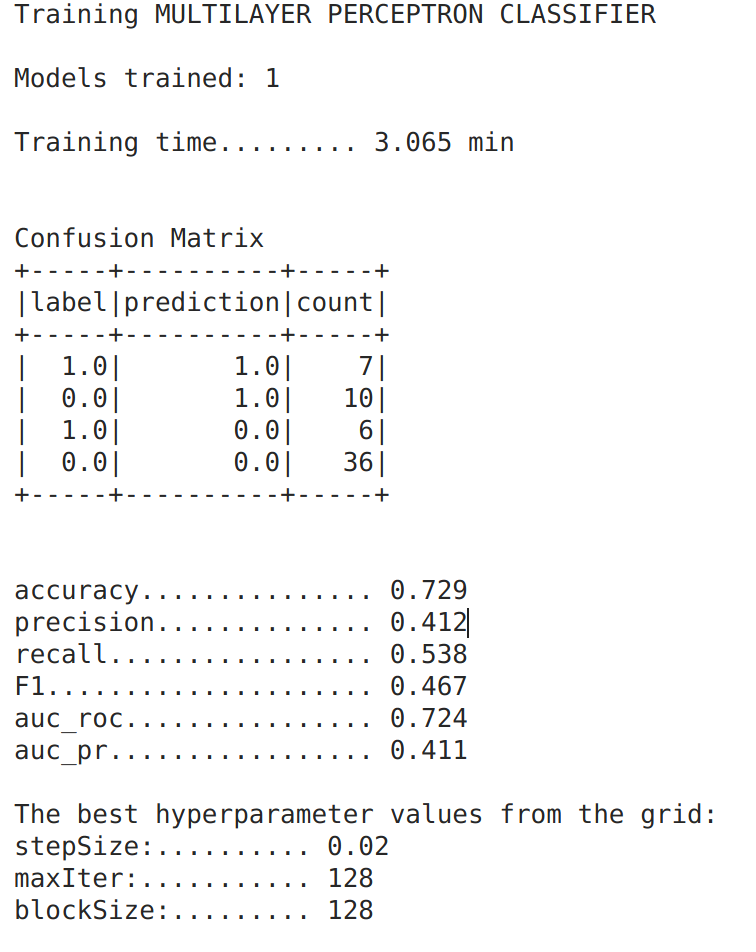 Training MULTILAYER PERCEPTRON CLASSIFIER
Models trained: 1
Training time......... 3.065 min
Confusion Matrix
+-----+----------+-----+
|label|prediction|count|
+-----+----------+-----+
|  1.0|       1.0|    7|
|  0.0|       1.0|   10|
|  1.0|       0.0|    6|
|  0.0|       0.0|   36|
+-----+----------+-----+
accuracy............... 0.729
precision.............. 0.412
recall................. 0.538
F1..................... 0.467
auc_roc................ 0.724
auc_pr................. 0.411
The best hyperparameter values from the grid:
stepSize:.......... 0.02
maxIter:........... 128
blockSize:......... 128